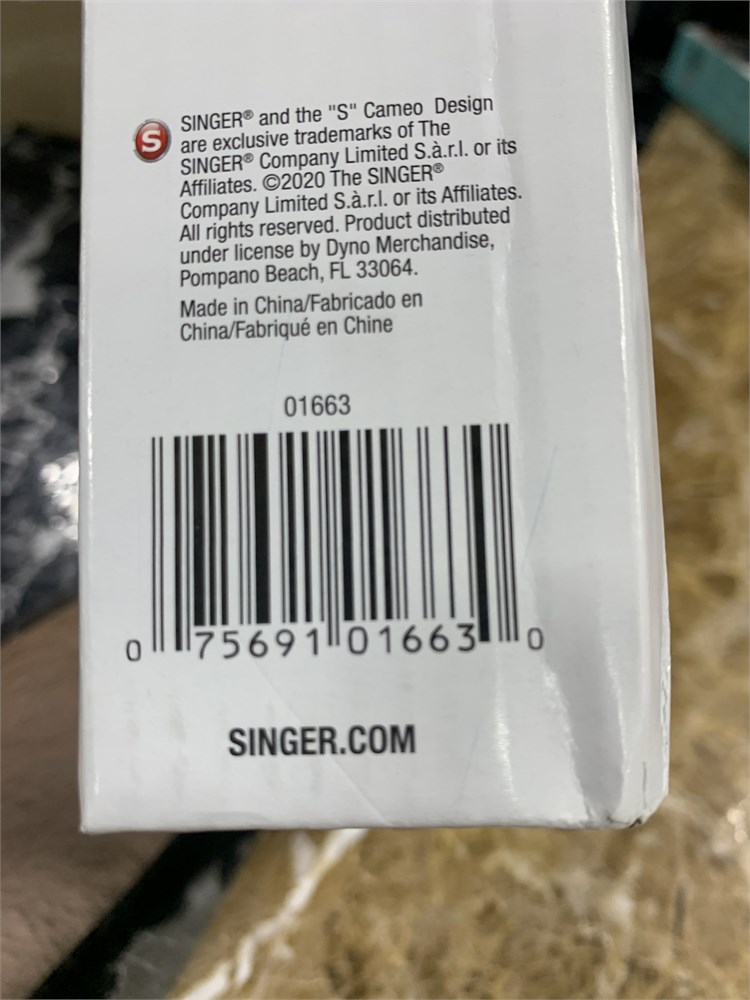 S
SINGER® and the "S" Cameo Design
are exclusive trademarks of The
SINGER® Company Limited S.à.r.l. or its
Affiliates. ©2020 The SINGER®
Company Limited S.à.r.l. or its Affiliates.
All rights reserved. Product distributed
under license by Dyno Merchandise,
Pompano Beach, FL 33064.
Made in China/Fabricado en
China/Fabriqué en Chine
01663
0 75691 01663 0
SINGER.COM